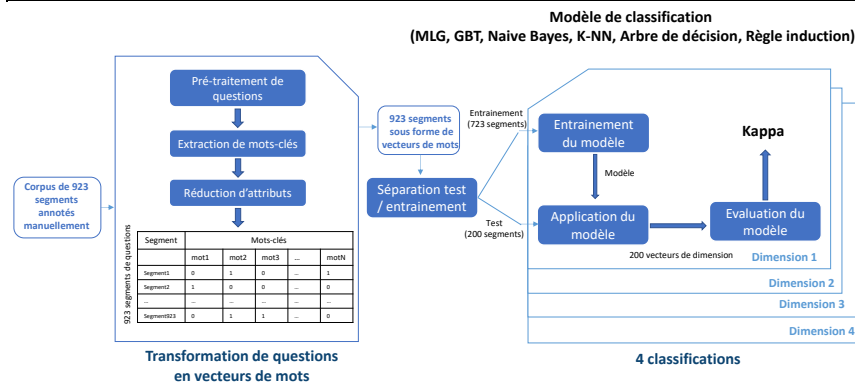 Modèle de classification
(MLG, GBT, Naive Bayes, K-NN, Arbre de décision, Règle induction)
Corpus de 923
segments
annotés
manuellement
Pré-traitement de
questions
Extraction de mots-clés
Réduction d'attributs
923 segments de questions
Segment Mots-clés
mot1 mot2 mot3 ... motN
Segment1 0 1 0 ... 1
Segment2 1 0 0 ... 0
... ... ... ... ...
Segment923 0 1 1 ... 0
Transformation de questions
en vecteurs de mots
923 segments
sous forme de
vecteurs de mots
Séparation test
/ entrainement
Entrainement
(723 segments)
Test
(200 segments)
Entrainement
du modèle
Modèle
Application du
modèle
200 vecteurs de dimension
Evaluation du
modèle
Kappa
Dimension 1
Dimension 2
Dimension 3
Dimension 4
4 classifications